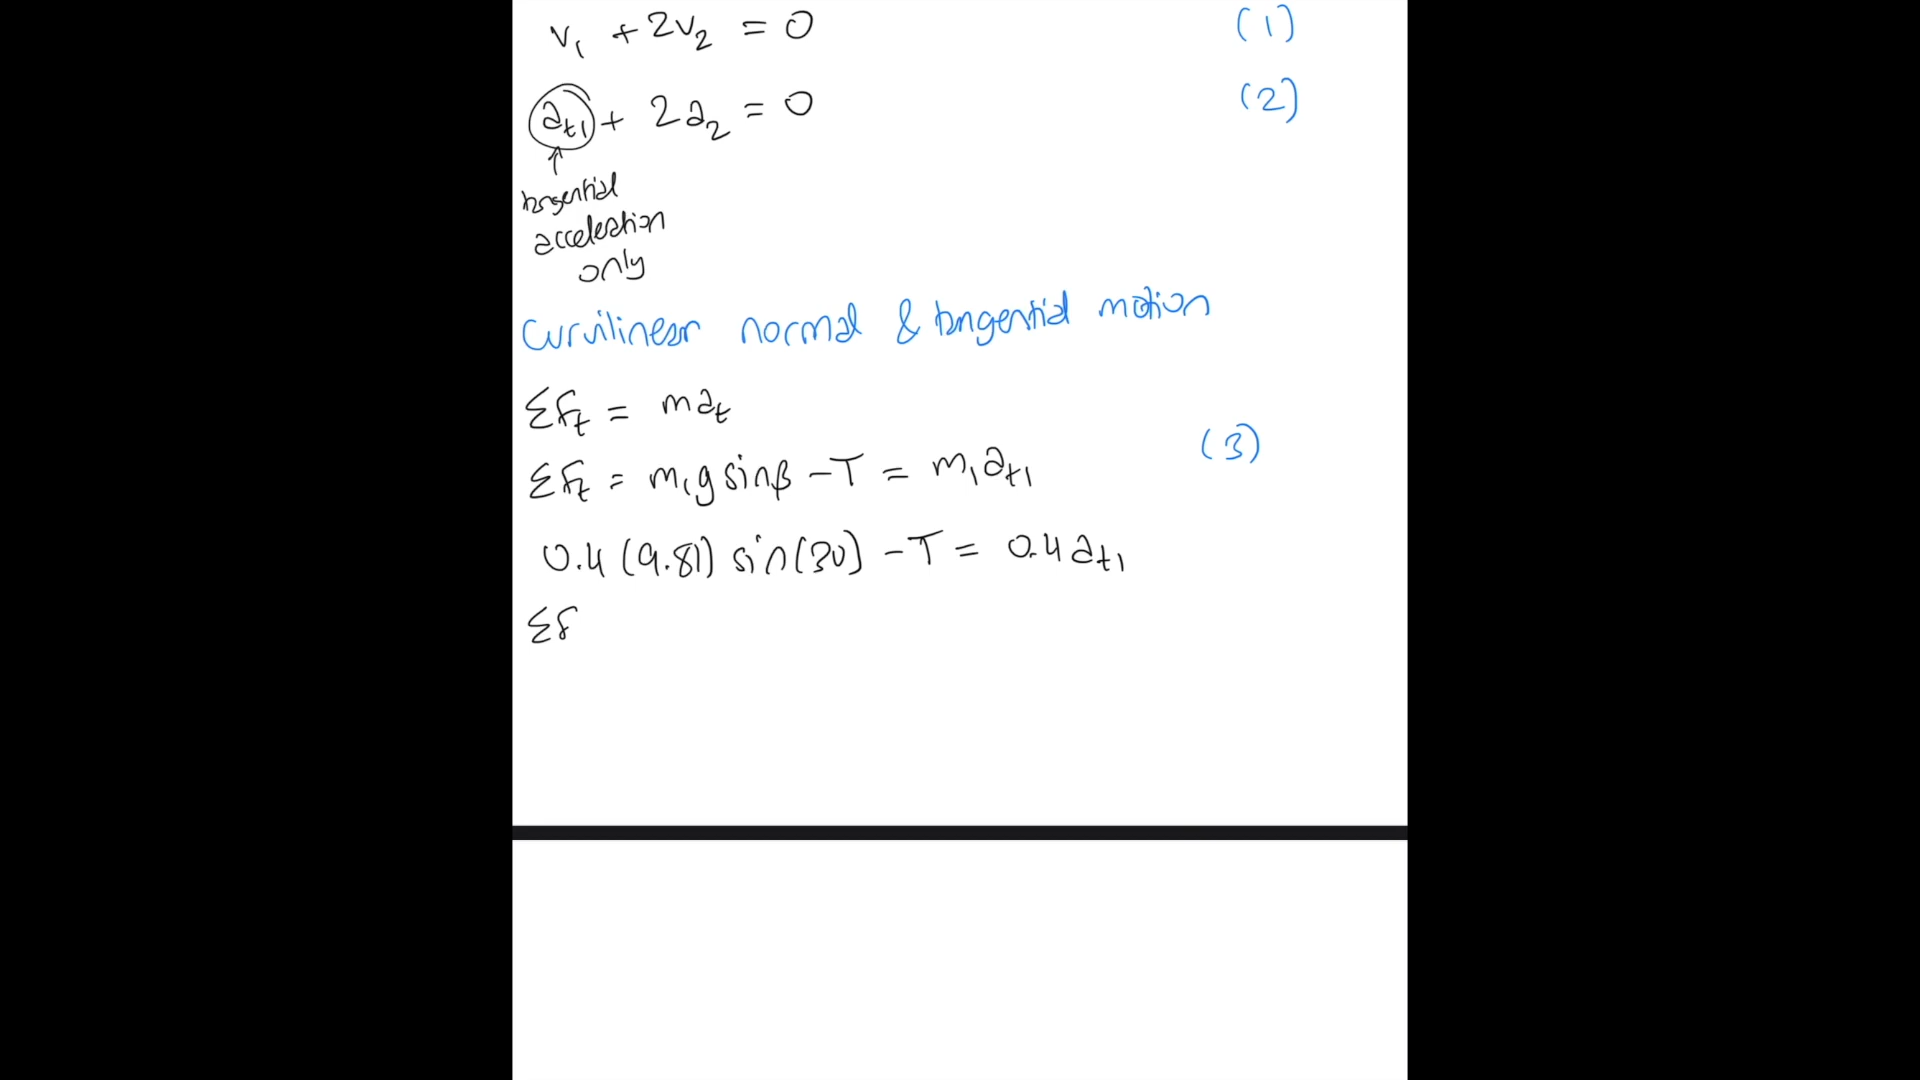 v₁ + 2v₂ = 0 (1)
a_t1 + 2a₂ = 0 (2)
↑
tangential
acceleration
only
Curvilinear normal & tangential motion
ΣF_t = ma_t
ΣF_t = m₁g sinβ - T = m₁a_t1 (3)
0.4 (9.81) sin(30) - T = 0.4 a_t1
ΣF